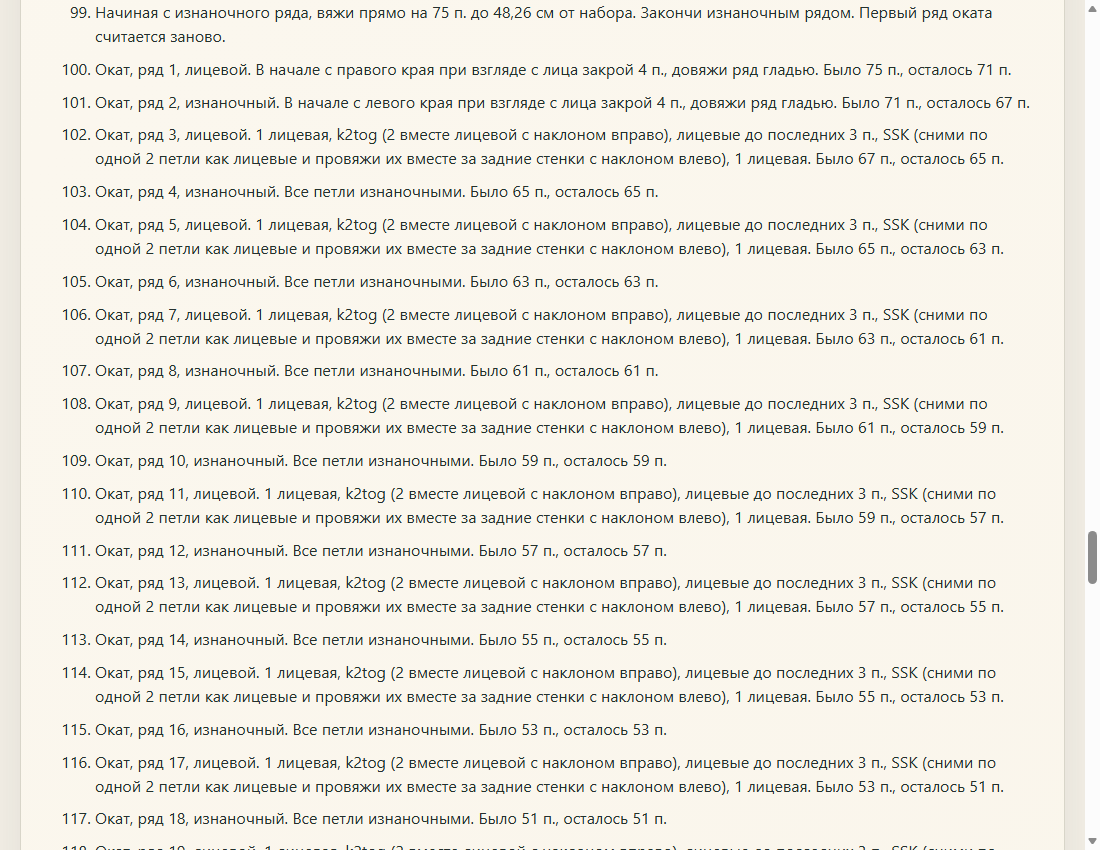 99. Начиная с изнаночного ряда, вяжи прямо на 75 п. до 48,26 см от набора. Закончи изнаночным рядом. Первый ряд оката
считается заново.
100. Окат, ряд 1, лицевой. В начале с правого края при взгляде с лица закрой 4 п., довяжи ряд гладью. Было 75 п., осталось 71 п.
101. Окат, ряд 2, изнаночный. В начале с левого края при взгляде с лица закрой 4 п., довяжи ряд гладью. Было 71 п., осталось 67 п.
102. Окат, ряд 3, лицевой. 1 лицевая, k2tog (2 вместе лицевой с наклоном вправо), лицевые до последних 3 п., SSK (сними по
одной 2 петли как лицевые и провяжи их вместе за задние стенки с наклоном влево), 1 лицевая. Было 67 п., осталось 65 п.
103. Окат, ряд 4, изнаночный. Все петли изнаночными. Было 65 п., осталось 65 п.
104. Окат, ряд 5, лицевой. 1 лицевая, k2tog (2 вместе лицевой с наклоном вправо), лицевые до последних 3 п., SSK (сними по
одной 2 петли как лицевые и провяжи их вместе за задние стенки с наклоном влево), 1 лицевая. Было 65 п., осталось 63 п.
105. Окат, ряд 6, изнаночный. Все петли изнаночными. Было 63 п., осталось 63 п.
106. Окат, ряд 7, лицевой. 1 лицевая, k2tog (2 вместе лицевой с наклоном вправо), лицевые до последних 3 п., SSK (сними по
одной 2 петли как лицевые и провяжи их вместе за задние стенки с наклоном влево), 1 лицевая. Было 63 п., осталось 61 п.
107. Окат, ряд 8, изнаночный. Все петли изнаночными. Было 61 п., осталось 61 п.
108. Окат, ряд 9, лицевой. 1 лицевая, k2tog (2 вместе лицевой с наклоном вправо), лицевые до последних 3 п., SSK (сними по
одной 2 петли как лицевые и провяжи их вместе за задние стенки с наклоном влево), 1 лицевая. Было 61 п., осталось 59 п.
109. Окат, ряд 10, изнаночный. Все петли изнаночными. Было 59 п., осталось 59 п.
110. Окат, ряд 11, лицевой. 1 лицевая, k2tog (2 вместе лицевой с наклоном вправо), лицевые до последних 3 п., SSK (сними по
одной 2 петли как лицевые и провяжи их вместе за задние стенки с наклоном влево), 1 лицевая. Было 59 п., осталось 57 п.
111. Окат, ряд 12, изнаночный. Все петли изнаночными. Было 57 п., осталось 57 п.
112. Окат, ряд 13, лицевой. 1 лицевая, k2tog (2 вместе лицевой с наклоном вправо), лицевые до последних 3 п., SSK (сними по
одной 2 петли как лицевые и провяжи их вместе за задние стенки с наклоном влево), 1 лицевая. Было 57 п., осталось 55 п.
113. Окат, ряд 14, изнаночный. Все петли изнаночными. Было 55 п., осталось 55 п.
114. Окат, ряд 15, лицевой. 1 лицевая, k2tog (2 вместе лицевой с наклоном вправо), лицевые до последних 3 п., SSK (сними по
одной 2 петли как лицевые и провяжи их вместе за задние стенки с наклоном влево), 1 лицевая. Было 55 п., осталось 53 п.
115. Окат, ряд 16, изнаночный. Все петли изнаночными. Было 53 п., осталось 53 п.
116. Окат, ряд 17, лицевой. 1 лицевая, k2tog (2 вместе лицевой с наклоном вправо), лицевые до последних 3 п., SSK (сними по
одной 2 петли как лицевые и провяжи их вместе за задние стенки с наклоном влево), 1 лицевая. Было 53 п., осталось 51 п.
117. Окат, ряд 18, изнаночный. Все петли изнаночными. Было 51 п., осталось 51 п.